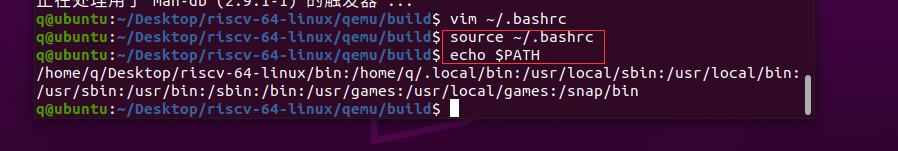 正在处理用于 man-db (2.9.1-1) 的触发器 ...
q@ubuntu:~/Desktop/riscv-64-linux/qemu/build$ vim ~/.bashrc
q@ubuntu:~/Desktop/riscv-64-linux/qemu/build$ source ~/.bashrc
q@ubuntu:~/Desktop/riscv-64-linux/qemu/build$ echo $PATH
/home/q/Desktop/riscv-64-linux/bin:/home/q/.local/bin:/usr/local/sbin:/usr/local/bin:
/usr/sbin:/usr/bin:/sbin:/bin:/usr/games:/usr/local/games:/snap/bin
q@ubuntu:~/Desktop/riscv-64-linux/qemu/build$